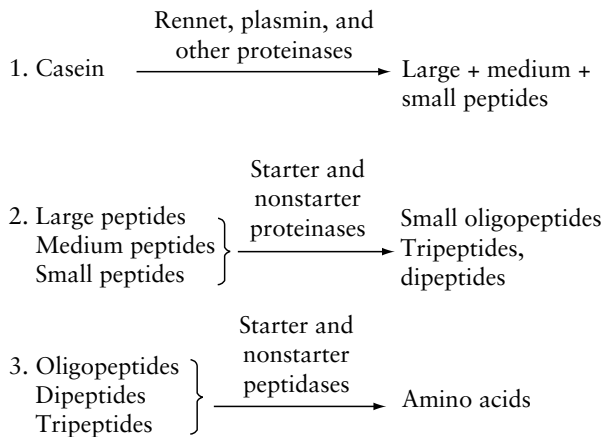 Rennet, plasmin, and
other proteinases
1. Casein
Large + medium +
small peptides
Starter and
nonstarter
proteinases
2. Large peptides
Medium peptides
Small peptides
Small oligopeptides
Tripeptides,
dipeptides
Starter and
nonstarter
peptidases
3. Oligopeptides
Dipeptides
Tripeptides
Amino acids